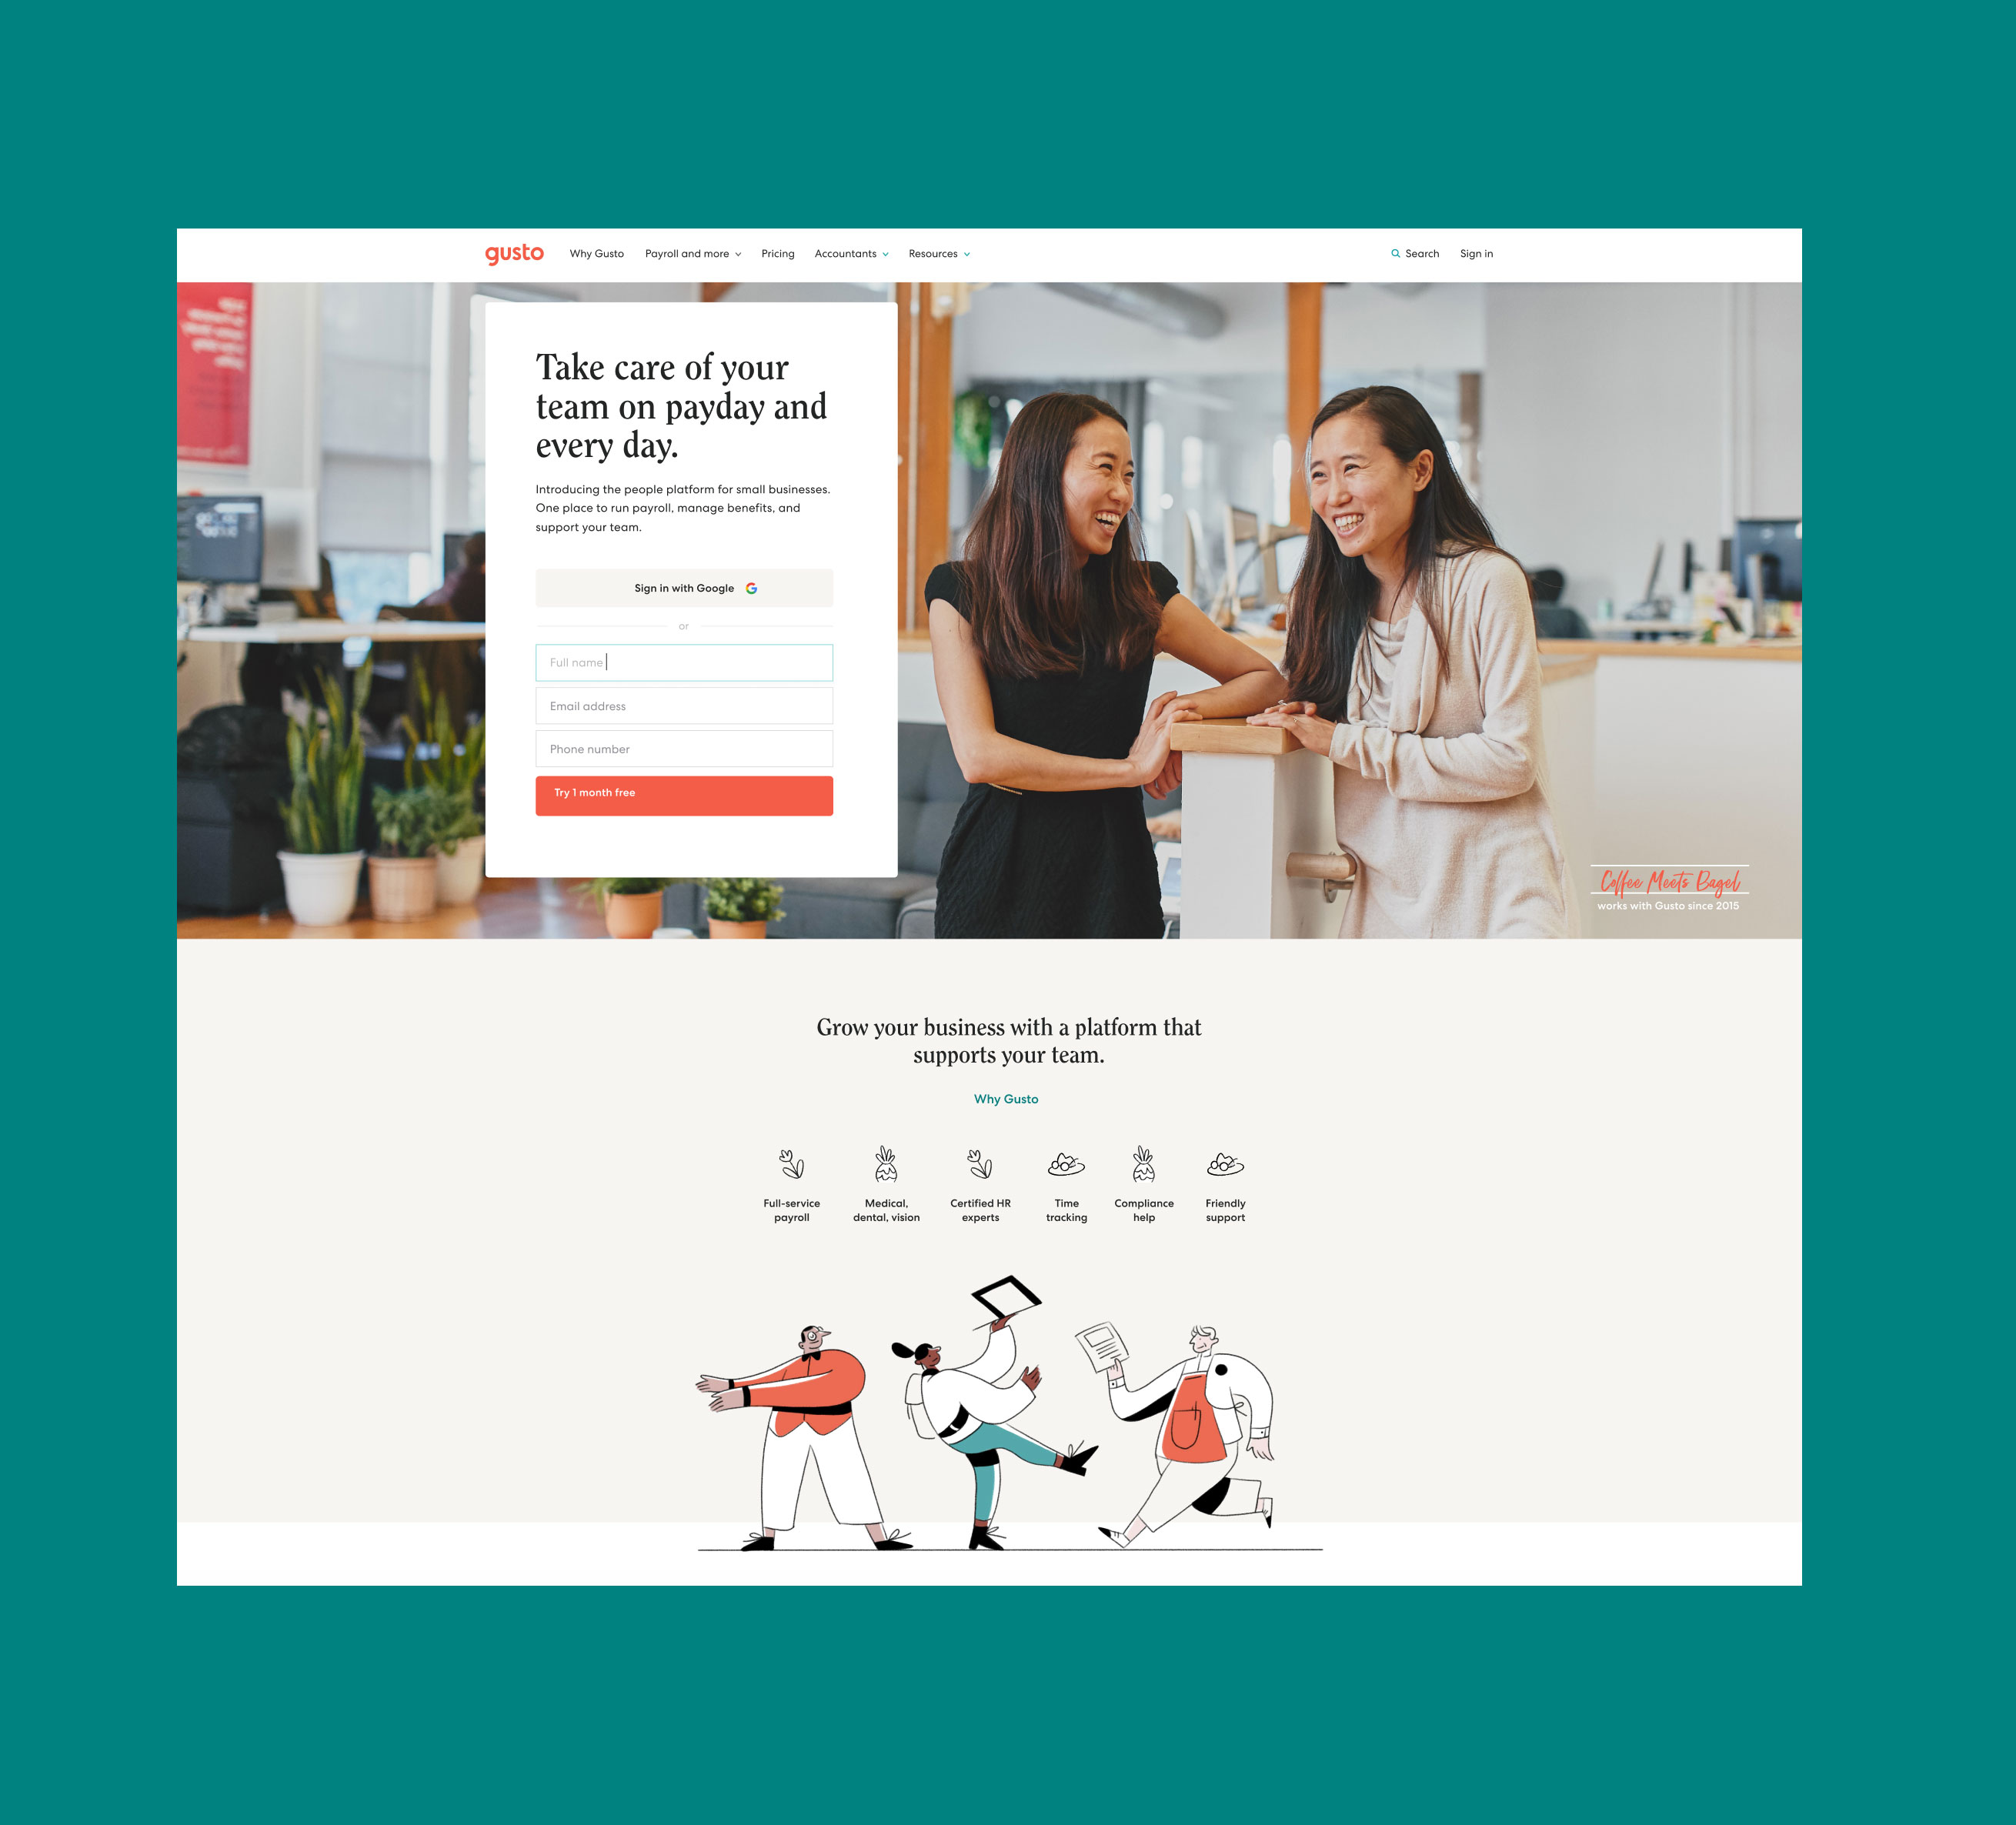 gusto
Why Gusto
Payroll and more
Pricing
Accountants
Resources
Search
Sign in
Take care of your
team on payday and
every day.
Introducing the people platform for small businesses.
One place to run payroll, manage benefits, and
support your team.
Sign in with Google
or
Full name
Email address
Phone number
Try 1 month free
Coffee Meets Bagel
works with Gusto since 2015
Grow your business with a platform that
supports your team.
Why Gusto
Full-service
payroll
Medical,
dental, vision
Certified HR
experts
Time
tracking
Compliance
help
Friendly
support